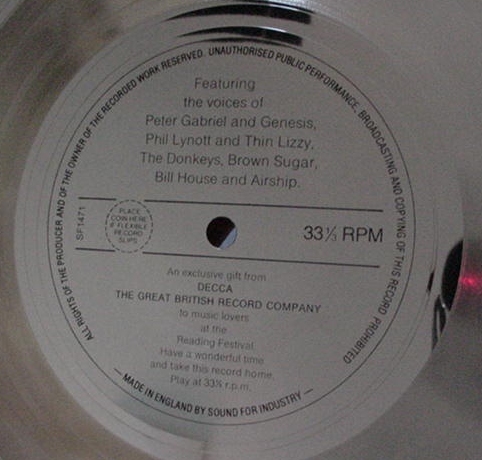 ALL RIGHTS OF THE PRODUCER AND OF THE OWNER OF THE RECORDED WORK RESERVED. UNAUTHORISED PUBLIC PERFORMANCE. BROADCASTING AND COPYING OF THIS RECORD PROHIBITED
Featuring
the voices of
Peter Gabriel and Genesis,
Phil Lynott and Thin Lizzy,
The Donkeys, Brown Sugar,
Bill House and Airship.
SF1471
PLACE
COIN HERE
IF FLEXIBLE
RECORD
SLIPS
33⅓ RPM
An exclusive gift from
DECCA
THE GREAT BRITISH RECORD COMPANY
to music lovers
at the
Reading Festival.
Have a wonderful time
and take this record home.
Play at 33⅓ r.p.m.
— MADE IN ENGLAND BY SOUND FOR INDUSTRY —